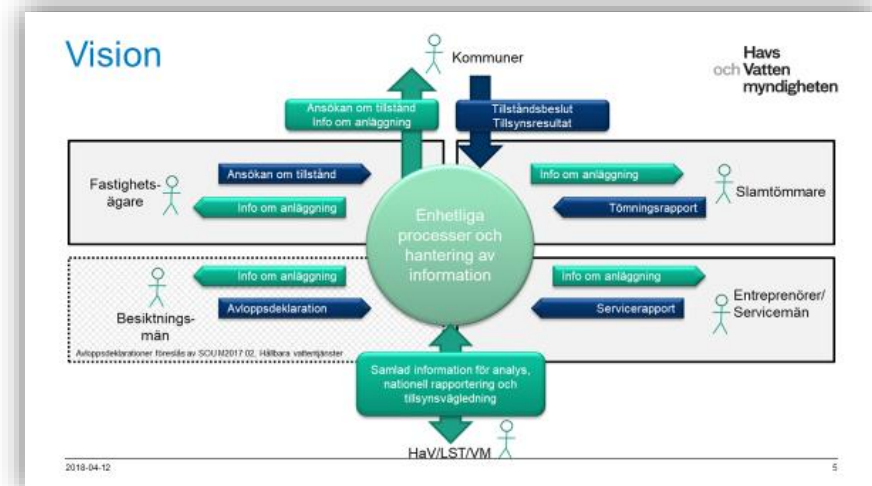 Vision
Havs
och Vatten
myndigheten
Kommuner
Ansökan om tillstånd
Info om anläggning
Tillståndsbeslut
Tillsynsresultat
Fastighets-
ägare
Ansökan om tillstånd
Info om anläggning
Info om anläggning
Tömningsrapport
Slamtömmare
Enhetliga
processer och
hantering av
information
Besiktnings-
män
Info om anläggning
Avloppsdeklaration
Info om anläggning
Servicerapport
Entreprenörer/
Servicemän
Avloppsdeklarationer föreslås av SOU M2017 02, Hållbara vattentjänster
Samlad information för analys,
nationell rapportering och
tillsynsvägledning
HaV/LST/VM
2018-04-12
5